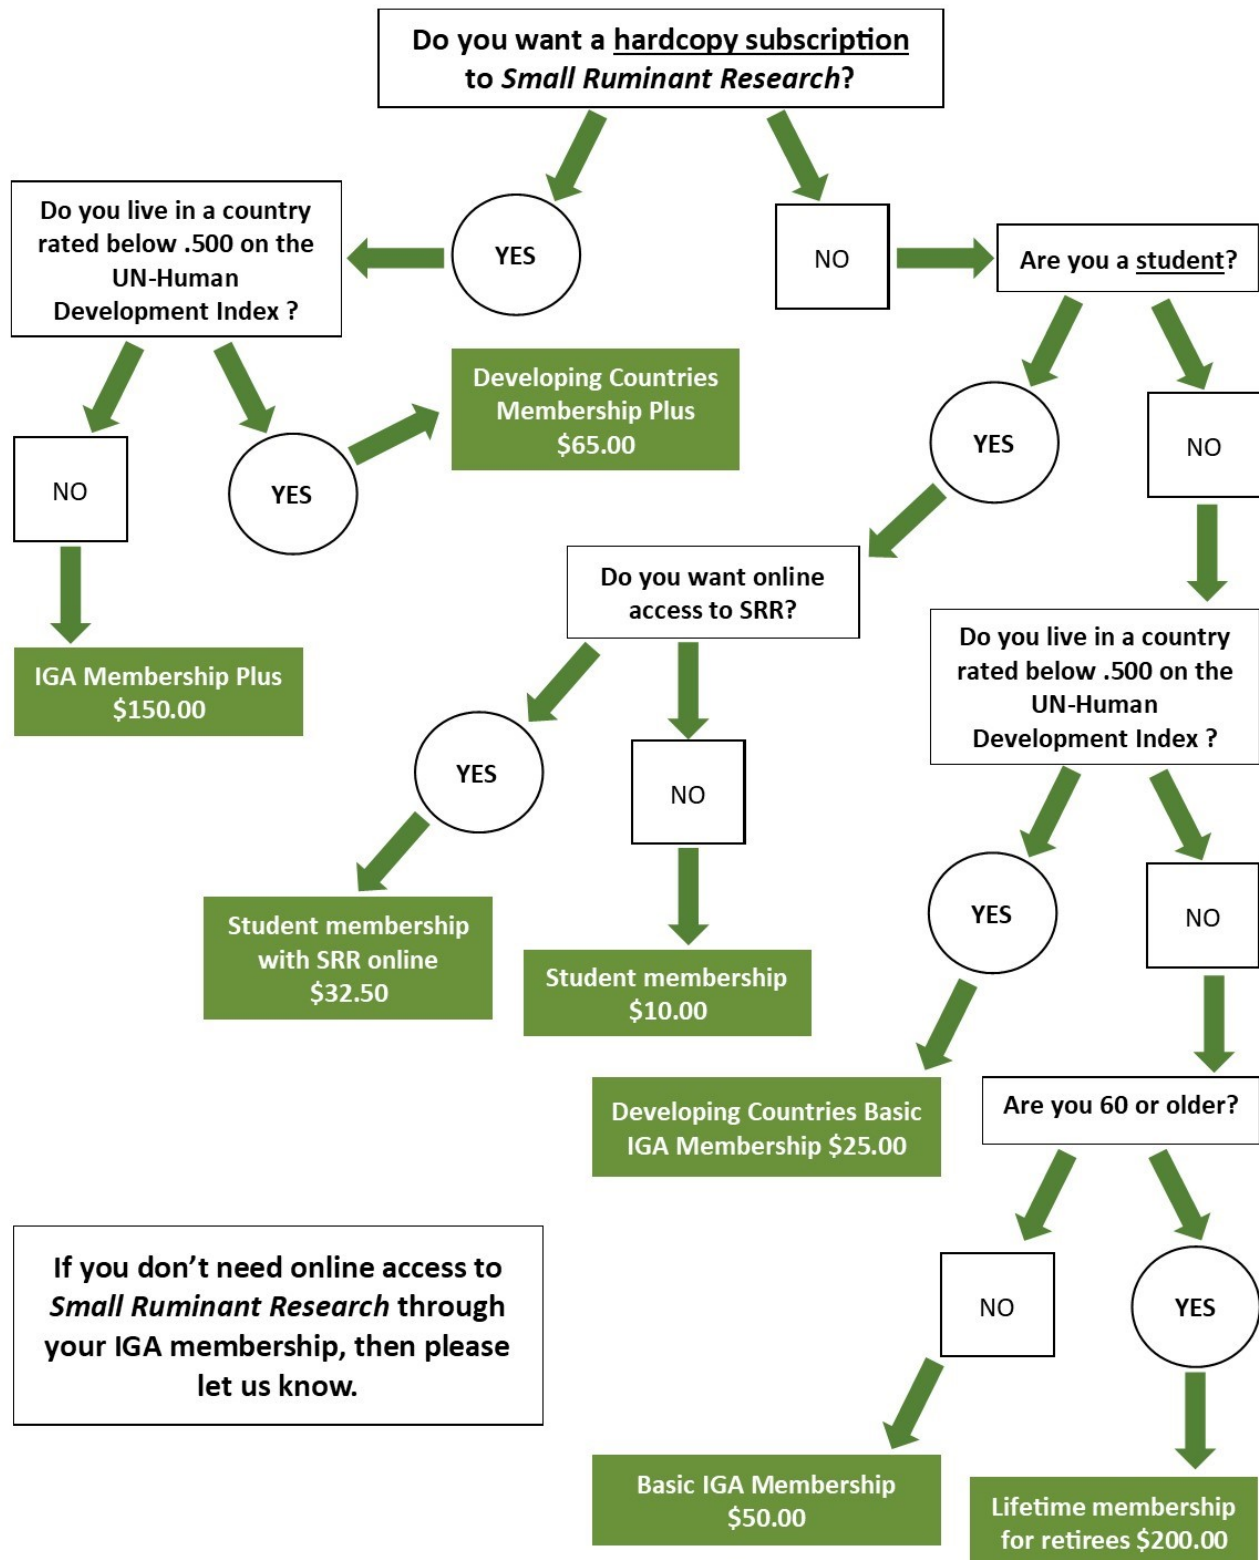 Do you want a hardcopy subscription
to Small Ruminant Research?
Do you live in a country
rated below .500 on the
UN-Human
Development Index ?
YES
NO
Are you a student?
Developing Countries
Membership Plus
$65.00
NO
YES
YES
NO
IGA Membership Plus
$150.00
Do you want online
access to SRR?
Do you live in a country
rated below .500 on the
UN-Human
Development Index ?
YES
NO
Student membership
with SRR online
$32.50
Student membership
$10.00
YES
NO
Developing Countries Basic
IGA Membership $25.00
Are you 60 or older?
If you don’t need online access to
Small Ruminant Research through
your IGA membership, then please
let us know.
NO
YES
Basic IGA Membership
$50.00
Lifetime membership
for retirees $200.00